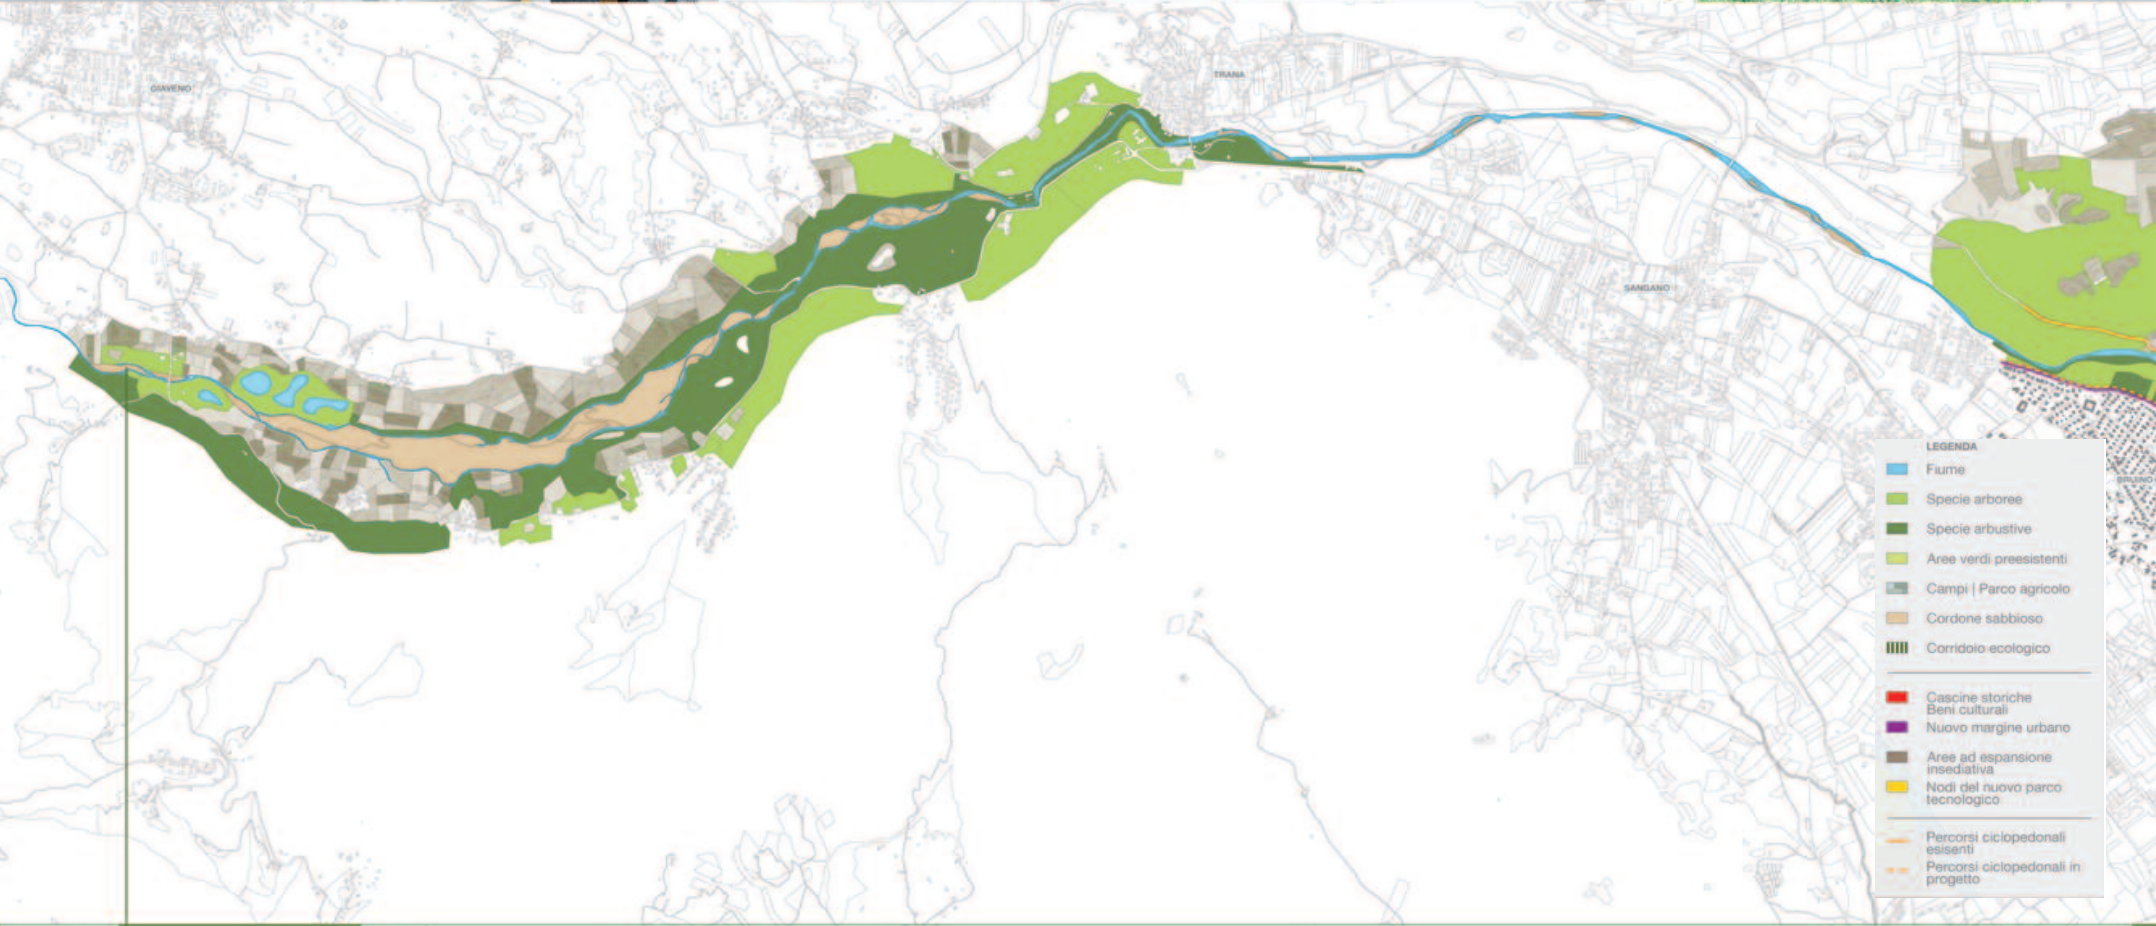 GIAVENO
TRANA
SANGANO
BRUINO
LEGENDA
Fiume
Specie arboree
Specie arbustive
Aree verdi preesistenti
Campi | Parco agricolo
Cordone sabbioso
Corridoio ecologico
Cascine storiche
Beni culturali
Nuovo margine urbano
Aree ad espansione
insediativa
Nodi del nuovo parco
tecnologico
Percorsi ciclopedonali
esisenti
Percorsi ciclopedonali in
progetto